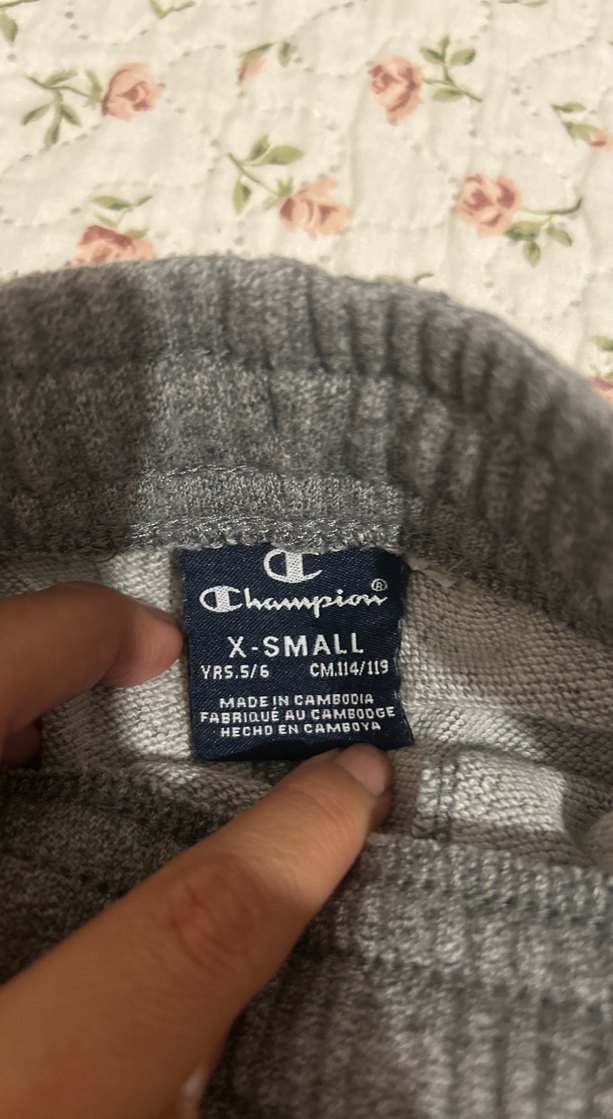 Champion®
X-SMALL
YRS.5/6 CM.114/119
MADE IN CAMBODIA
FABRIQUÉ AU CAMBODGE
HECHO EN CAMBOYA